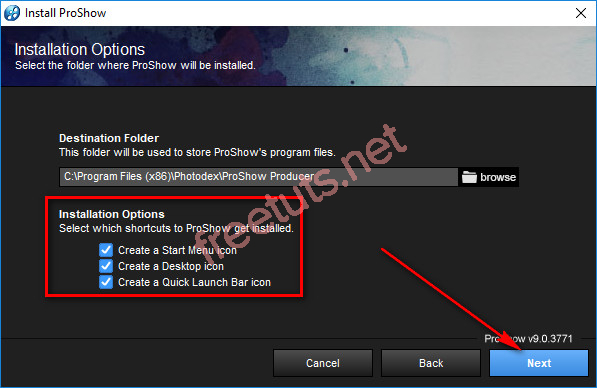 Install ProShow
Installation Options
Select the folder where ProShow will be installed.
Destination Folder
This folder will be used to store ProShow's program files.
C:\Program Files (x86)\Photodex\ProShow Producer
browse
freetuts.net
Installation Options
Select which shortcuts to ProShow get installed.
Create a Start Menu icon
Create a Desktop icon
Create a Quick Launch Bar icon
ProShow v9.0.3771
Cancel
Back
Next